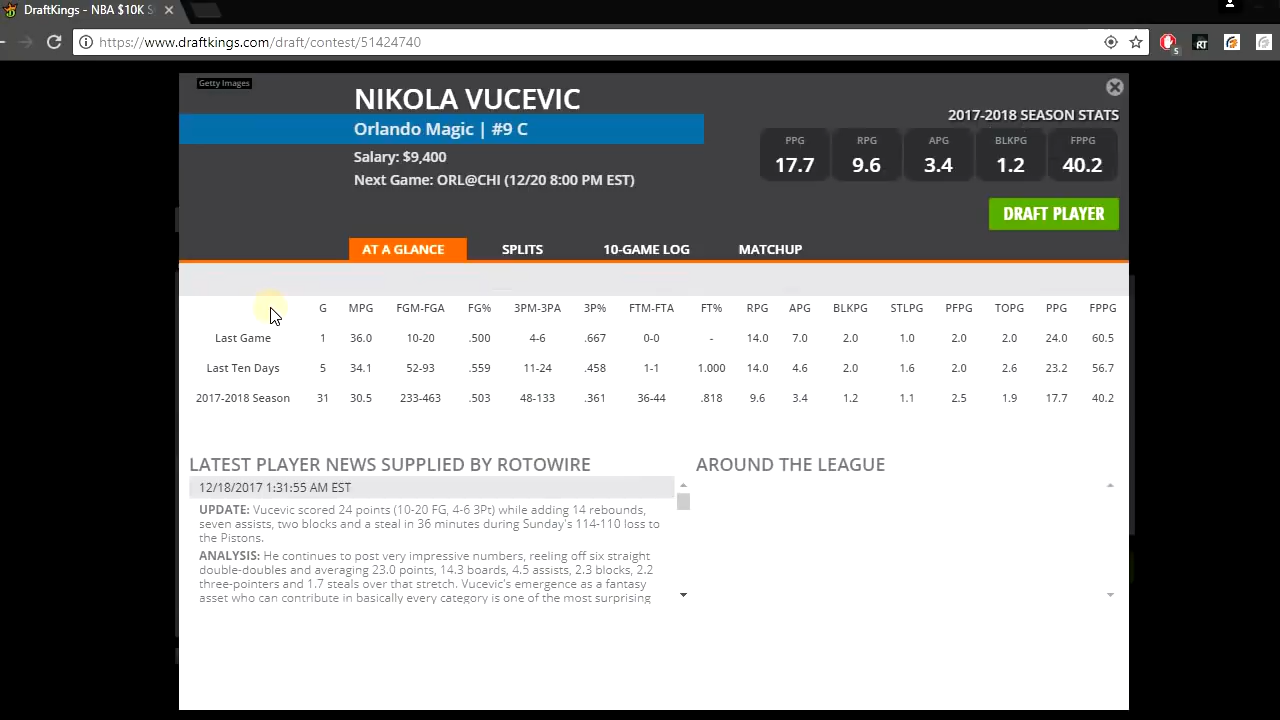 DraftKings - NBA $10K S
https://www.draftkings.com/draft/contest/51424740
5
RT
Getty Images
NIKOLA VUCEVIC
Orlando Magic | #9 C
Salary: $9,400
Next Game: ORL@CHI (12/20 8:00 PM EST)
2017-2018 SEASON STATS
PPG RPG APG BLKPG FPPG
17.7 9.6 3.4 1.2 40.2
DRAFT PLAYER
AT A GLANCE SPLITS 10-GAME LOG MATCHUP
G MPG FGM-FGA FG% 3PM-3PA 3P% FTM-FTA FT% RPG APG BLKPG STLPG PFPG TOPG PPG FPPG
Last Game 1 36.0 10-20 .500 4-6 .667 0-0 - 14.0 7.0 2.0 1.0 2.0 2.0 24.0 60.5
Last Ten Days 5 34.1 52-93 .559 11-24 .458 1-1 1.000 14.0 4.6 2.0 1.6 2.0 2.6 23.2 56.7
2017-2018 Season 31 30.5 233-463 .503 48-133 .361 36-44 .818 9.6 3.4 1.2 1.1 2.5 1.9 17.7 40.2
LATEST PLAYER NEWS SUPPLIED BY ROTOWIRE
12/18/2017 1:31:55 AM EST
UPDATE: Vucevic scored 24 points (10-20 FG, 4-6 3Pt) while adding 14 rebounds,
seven assists, two blocks and a steal in 36 minutes during Sunday's 114-110 loss to
the Pistons.
ANALYSIS: He continues to post very impressive numbers, reeling off six straight
double-doubles and averaging 23.0 points, 14.3 boards, 4.5 assists, 2.3 blocks, 2.2
three-pointers and 1.7 steals over that stretch. Vucevic's emergence as a fantasy
asset who can contribute in basically every category is one of the most surprising
AROUND THE LEAGUE